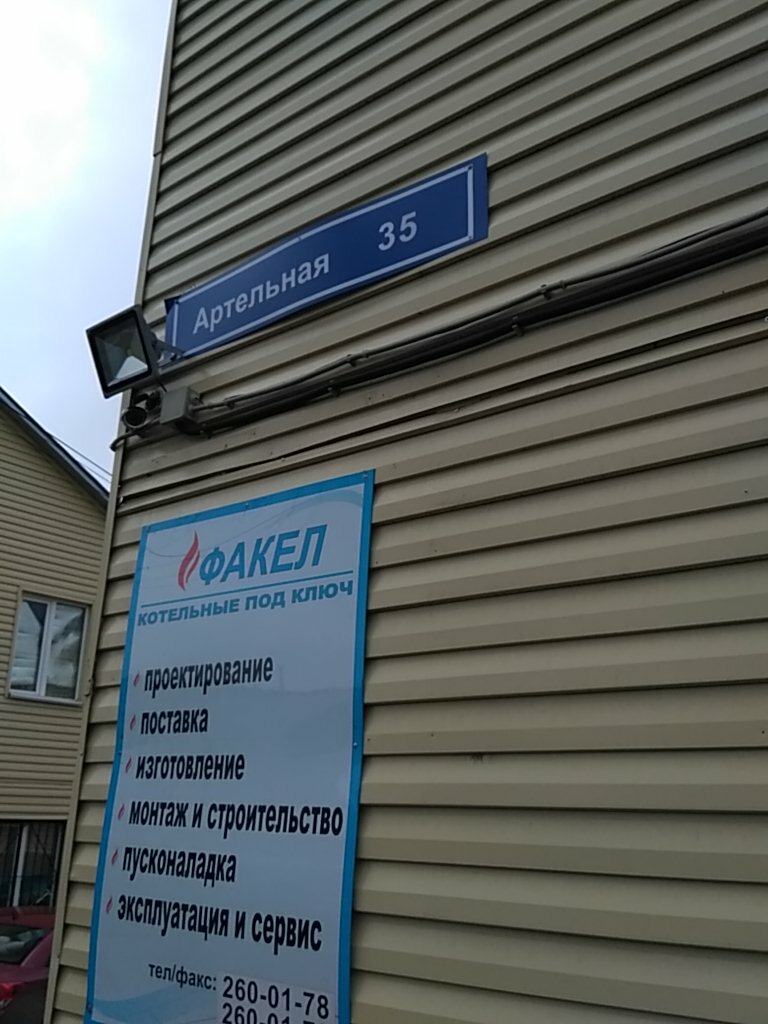 Артельная 35
ФАКЕЛ
КОТЕЛЬНЫЕ ПОД КЛЮЧ
проектирование
поставка
изготовление
монтаж и строительство
пусконаладка
эксплуатация и сервис
тел/факс: 260-01-78